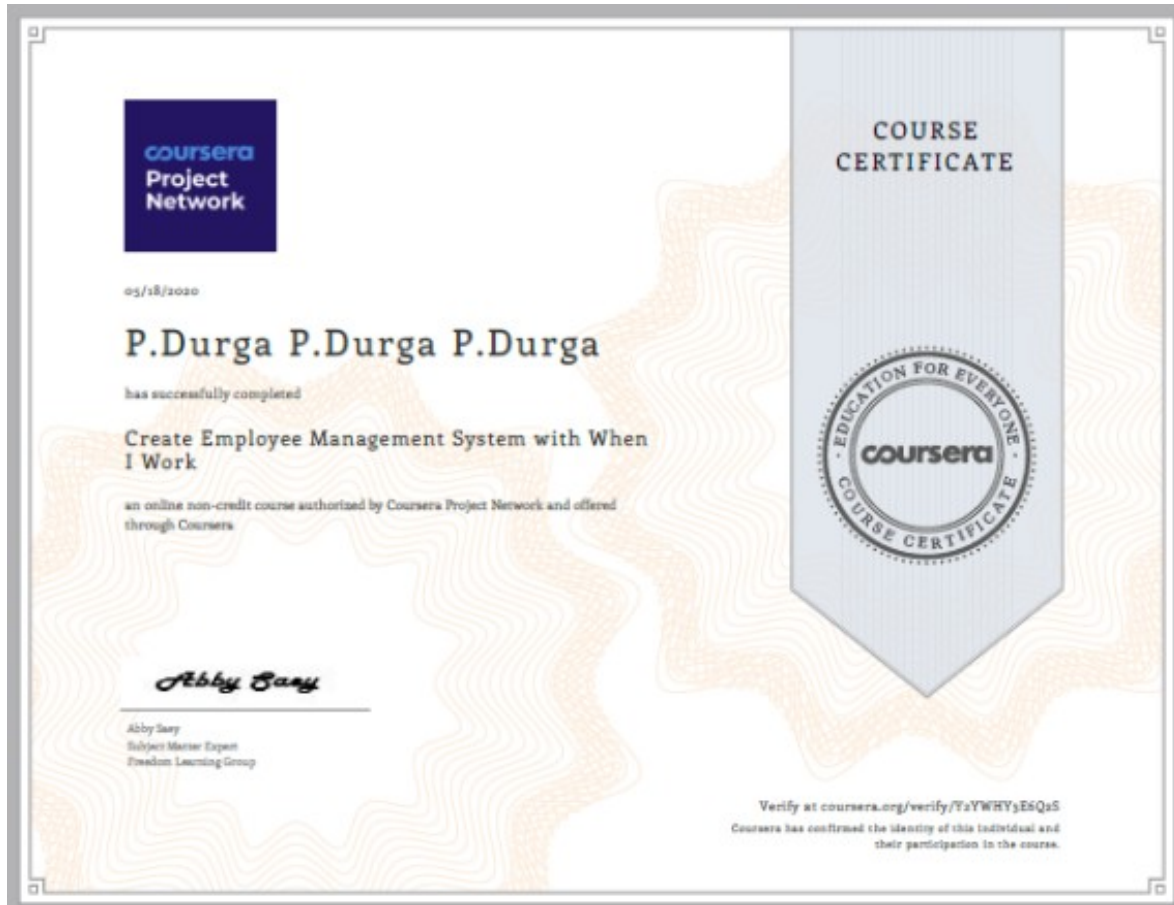 coursera
Project
Network
05/18/2020
P.Durga P.Durga P.Durga
has successfully completed
Create Employee Management System with When
I Work
an online non-credit course authorized by Coursera Project Network and offered
through Coursera
Abby Saey
Abby Saey
Subject Matter Expert
Freedom Learning Group
COURSE
CERTIFICATE
EDUCATION FOR EVERYONE
coursera
COURSE CERTIFICATE
Verify at coursera.org/verify/Y2YWHY3E6Q2S
Coursera has confirmed the identity of this individual and
their participation in the course.